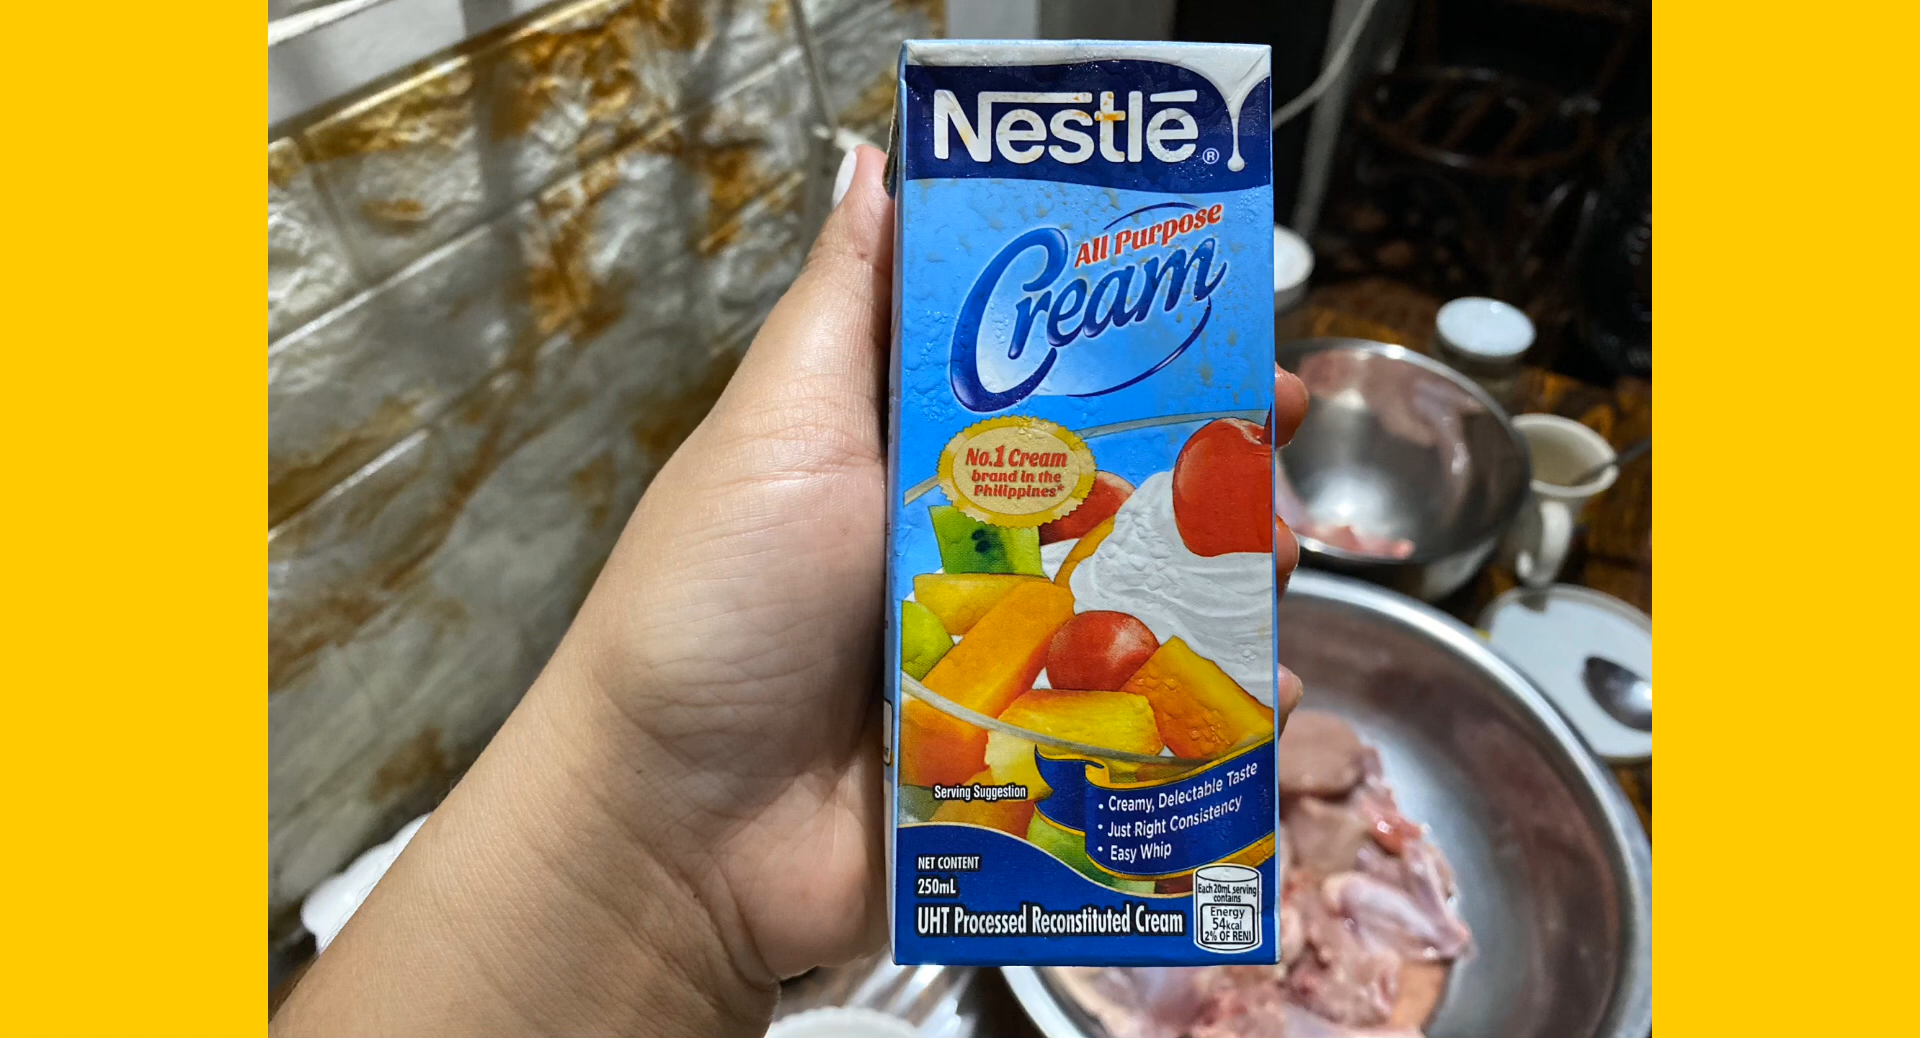 Nestlé®
All Purpose
Cream
No.1 Cream
brand in the
Philippines*
Serving Suggestion
• Creamy, Delectable Taste
• Just Right Consistency
• Easy Whip
NET CONTENT
250mL
UHT Processed Reconstituted Cream
Each 20mL serving
contains
Energy
54kcal
2% OF RENI